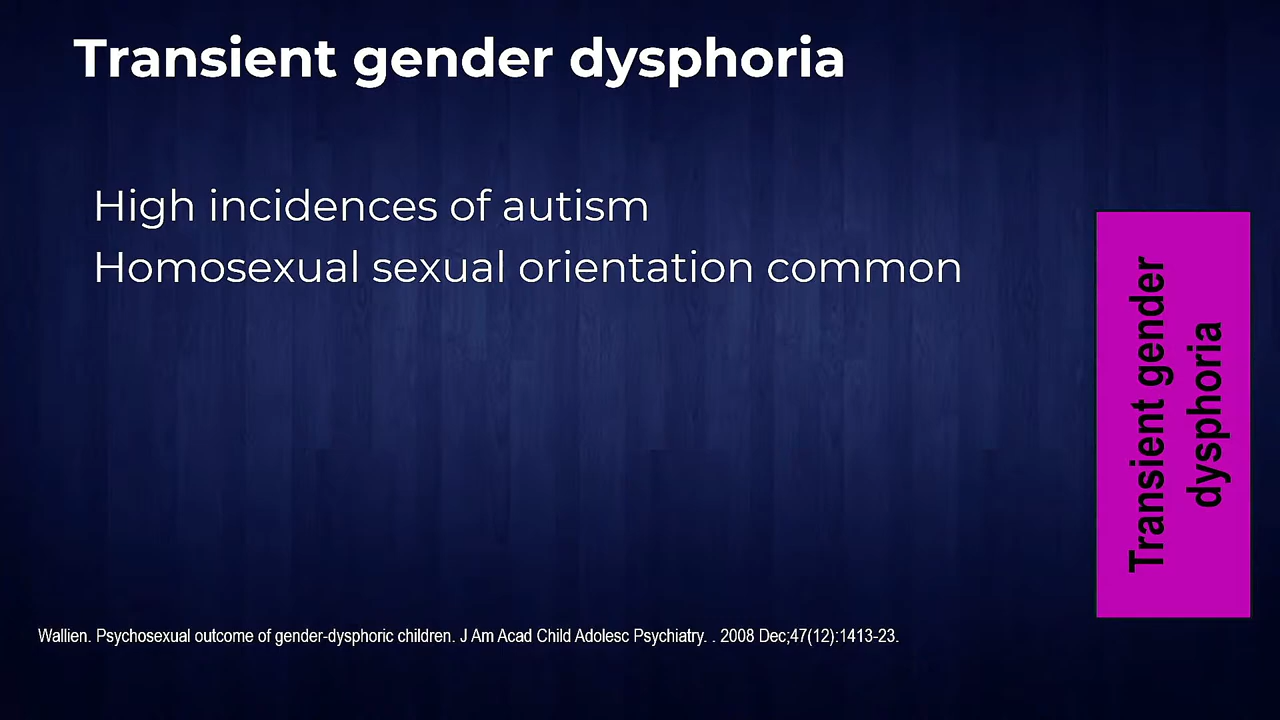 Transient gender dysphoria
High incidences of autism
Homosexual sexual orientation common
Transient gender
dysphoria
Wallien. Psychosexual outcome of gender-dysphoric children. J Am Acad Child Adolesc Psychiatry. . 2008 Dec;47(12):1413-23.